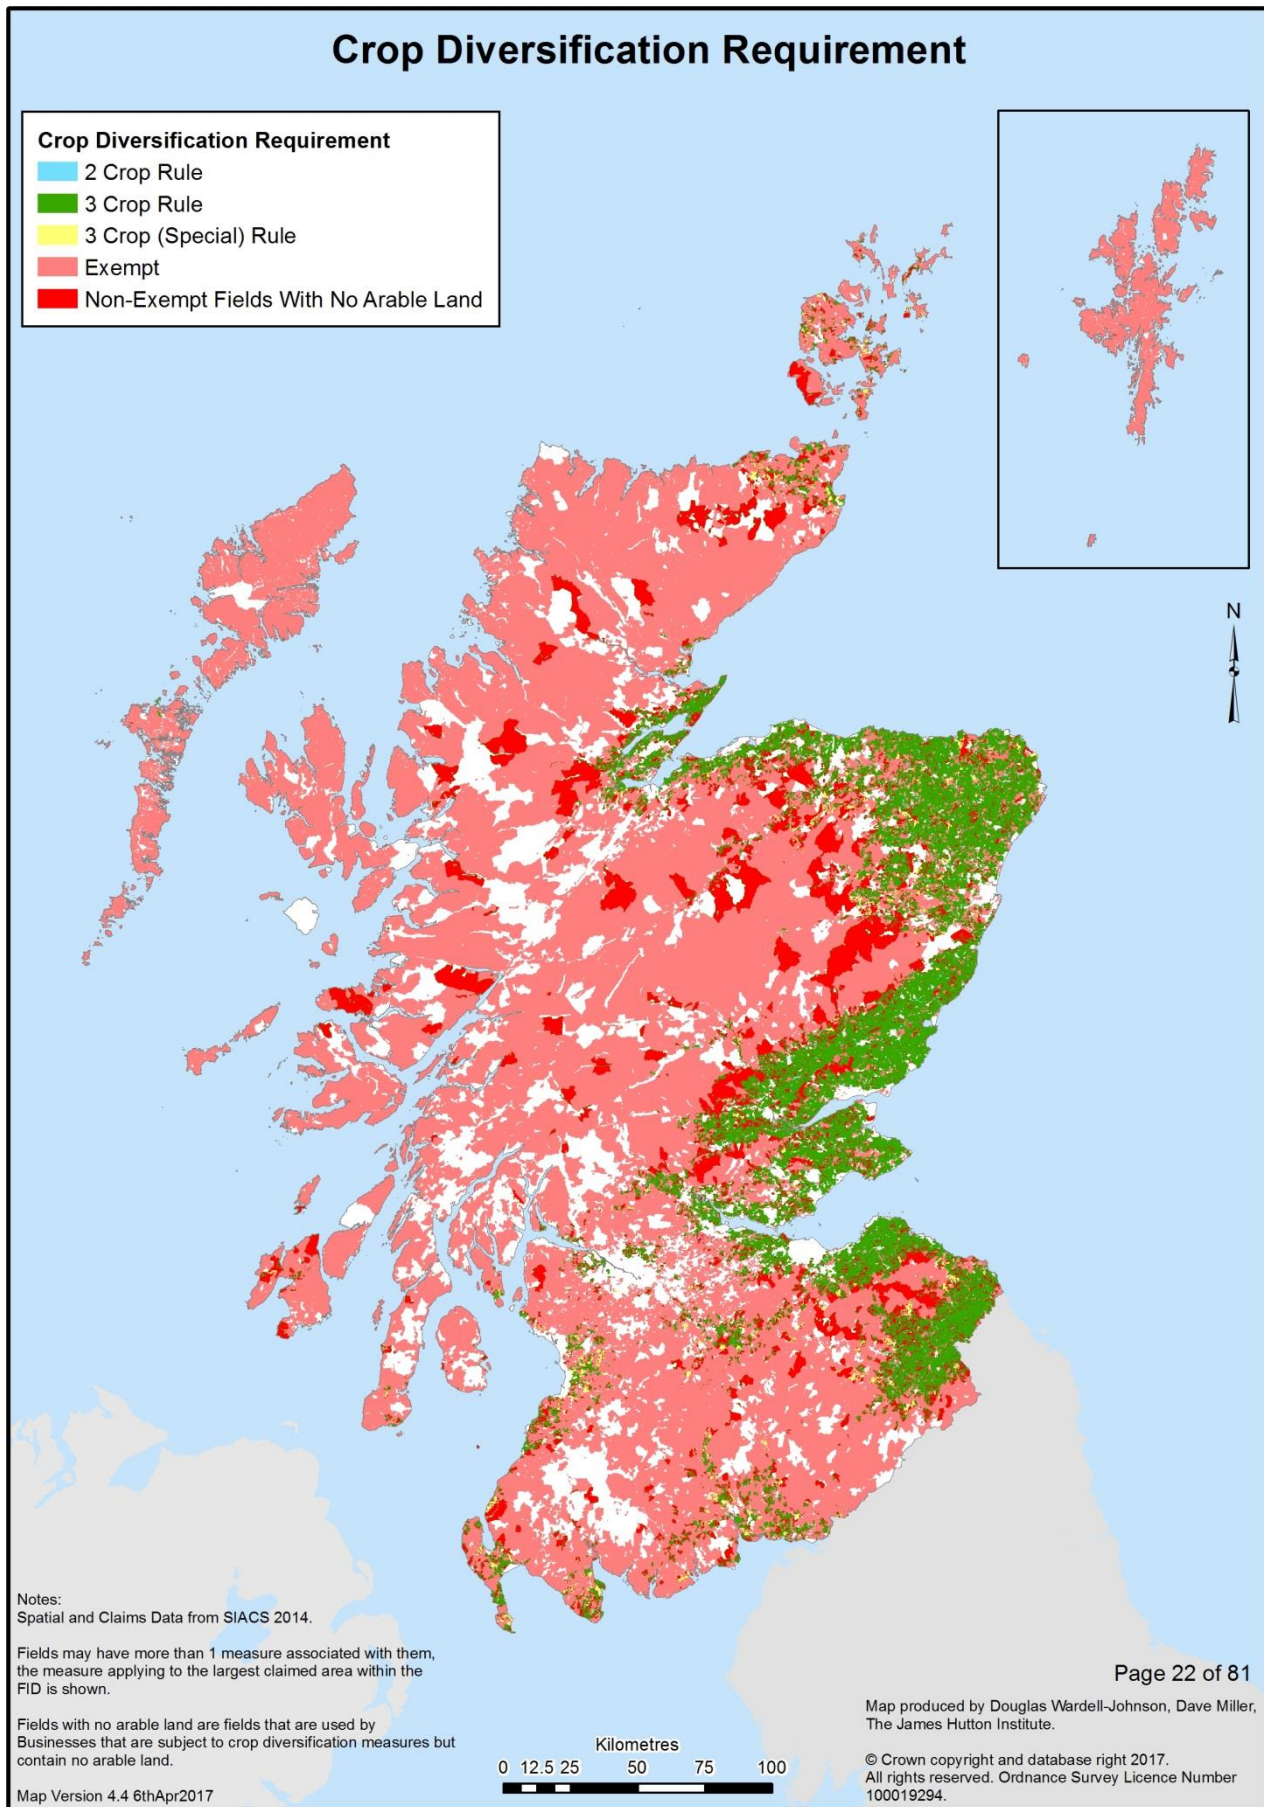 Crop Diversification Requirement
Crop Diversification Requirement
2 Crop Rule
3 Crop Rule
3 Crop (Special) Rule
Exempt
Non-Exempt Fields With No Arable Land
N
Notes:
Spatial and Claims Data from SIACS 2014.
Fields may have more than 1 measure associated with them,
the measure applying to the largest claimed area within the
FID is shown.
Fields with no arable land are fields that are used by
Businesses that are subject to crop diversification measures but
contain no arable land.
Map Version 4.4 6thApr2017
Kilometres
0 12.5 25 50 75 100
Page 22 of 81
Map produced by Douglas Wardell-Johnson, Dave Miller,
The James Hutton Institute.
© Crown copyright and database right 2017.
All rights reserved. Ordnance Survey Licence Number
100019294.